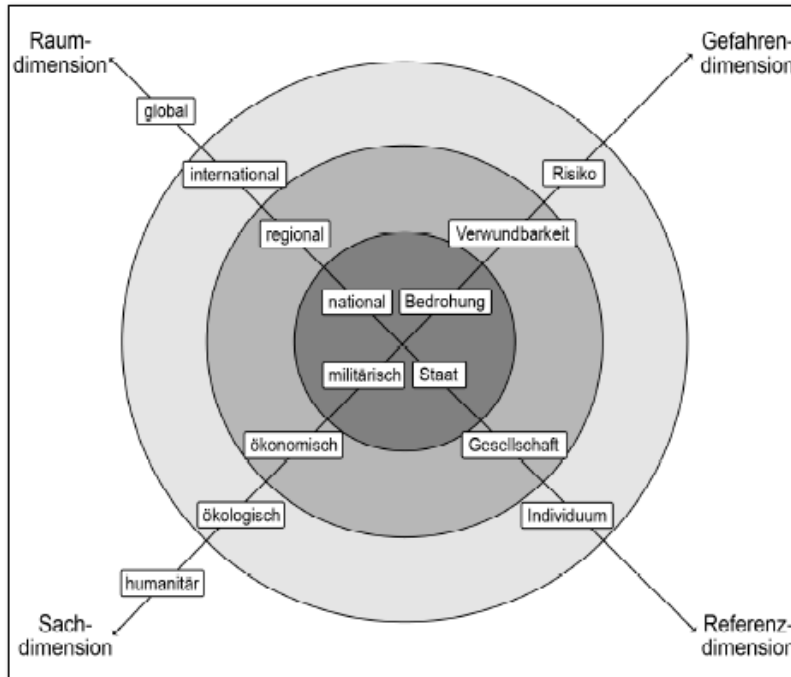 Raum-
dimension
Gefahren-
dimension
global
international
Risiko
regional
Verwundbarkeit
national
Bedrohung
militärisch
Staat
ökonomisch
Gesellschaft
ökologisch
Individuum
humanitär
Sach-
dimension
Referenz-
dimension